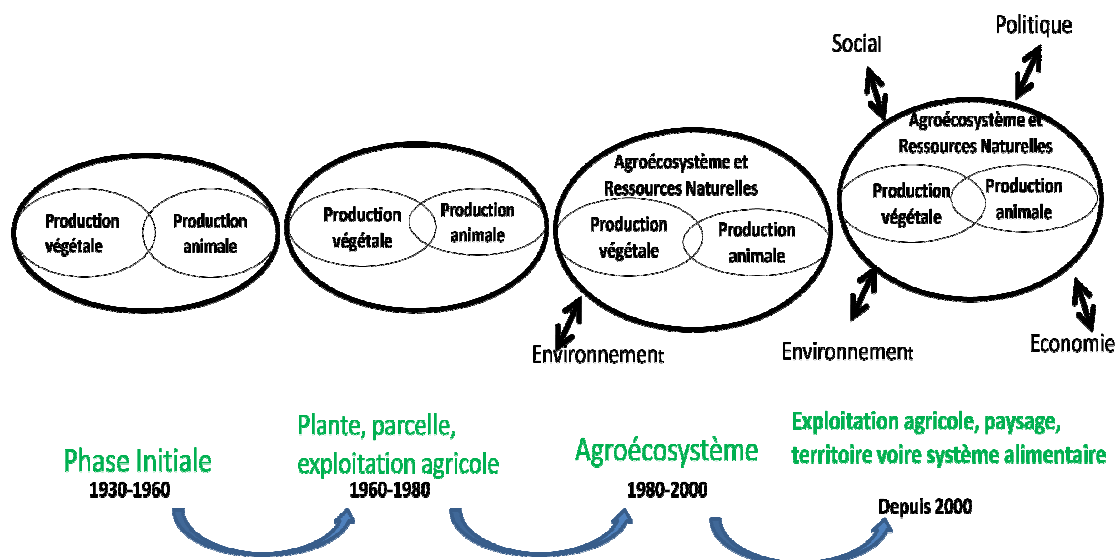 Production
végétale
Production
animale
Production
végétale
Production
animale
Agroécosystème et
Ressources Naturelles
Production
végétale
Production
animale
Environnement
Social
Politique
Agroécosystème et
Ressources Naturelles
Production
végétale
Production
animale
Environnement
Economie
Phase Initiale
1930-1960
Plante, parcelle,
exploitation agricole
1960-1980
Agroécosystème
1980-2000
Exploitation agricole, paysage,
territoire voire système alimentaire
Depuis 2000